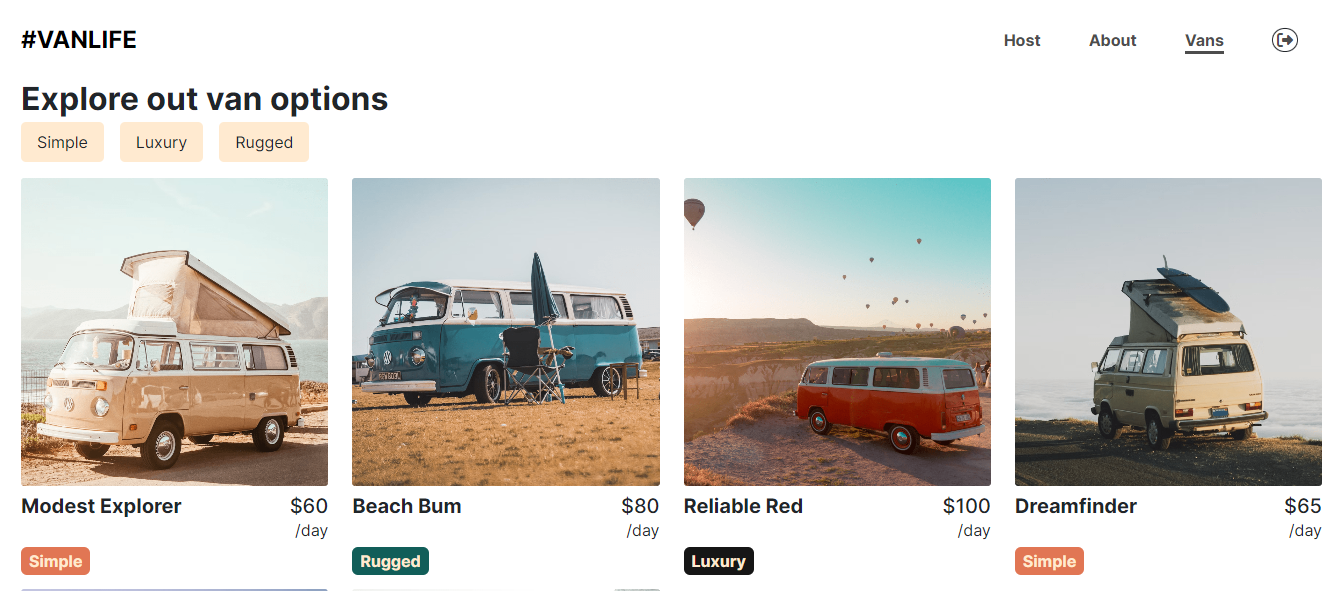 #VANLIFE
Host
About
Vans
Explore out van options
Simple
Luxury
Rugged
Modest Explorer
$60
/day
Simple
Beach Bum
$80
/day
Rugged
Reliable Red
$100
/day
Luxury
Dreamfinder
$65
/day
Simple